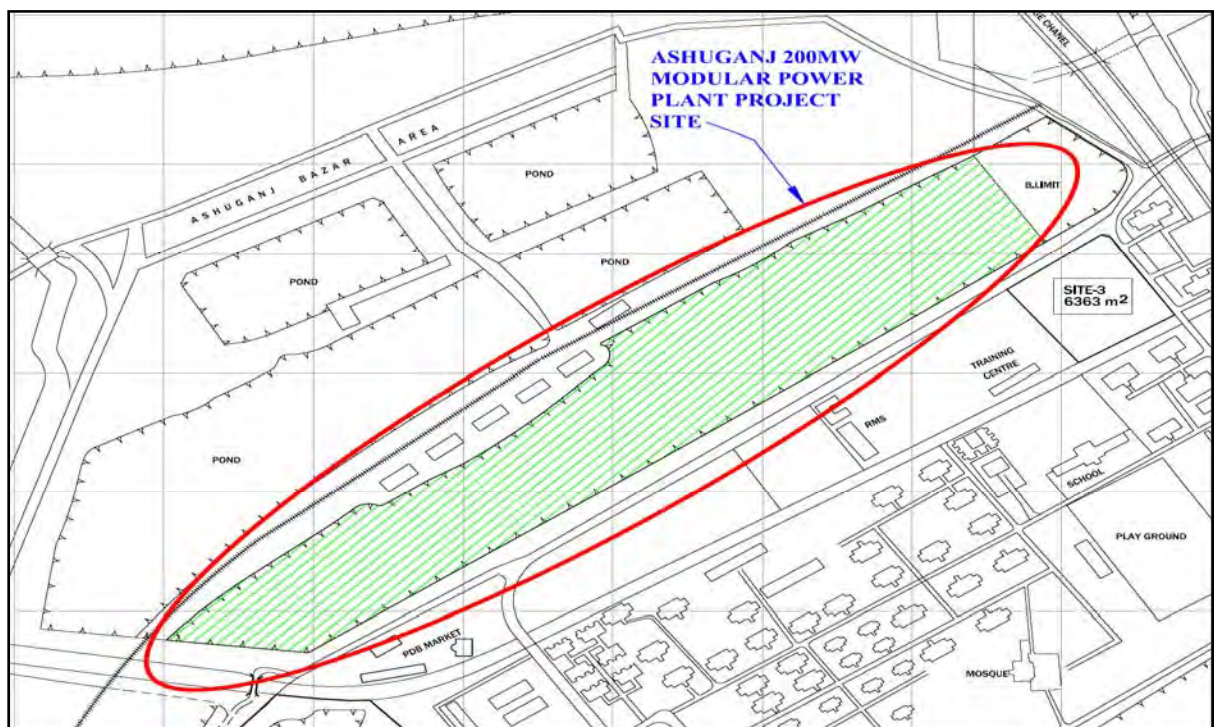 ASHUGANJ 200MW
MODULAR POWER
PLANT PROJECT
SITE
ASHUGANJ BAZAR AREA
POND
B.LIMIT
POND
POND
SITE-3
6363 m2
TRAINING
CENTRE
RMS
POND
SCHOOL
PLAY GROUND
PDB MARKET
MOSQUE